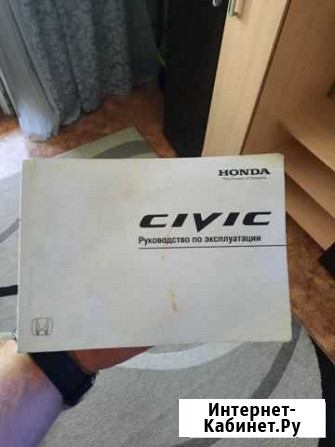 HONDA
The Power of Dreams
CIVIC
Руководство по эксплуатации
Интернет-
Кабинет.Ру